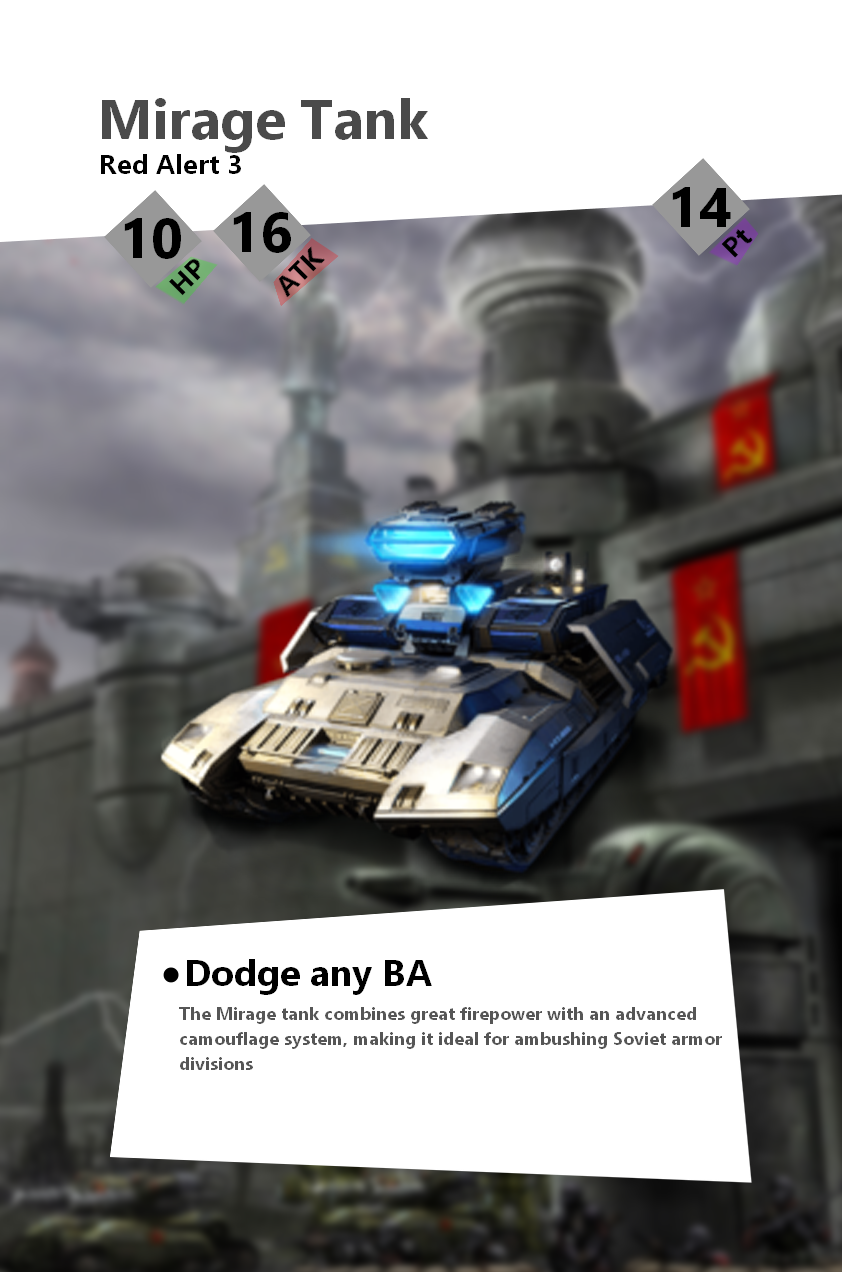 Mirage Tank
Red Alert 3
10 HP 16 ATK 14 Pt
•Dodge any BA
The Mirage tank combines great firepower with an advanced
camouflage system, making it ideal for ambushing Soviet armor
divisions